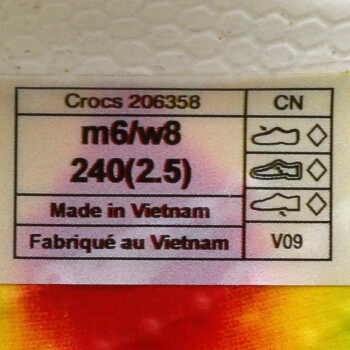 Crocs 206358 CN
m6/w8
240(2.5)
Made in Vietnam
Fabriqué au Vietnam V09